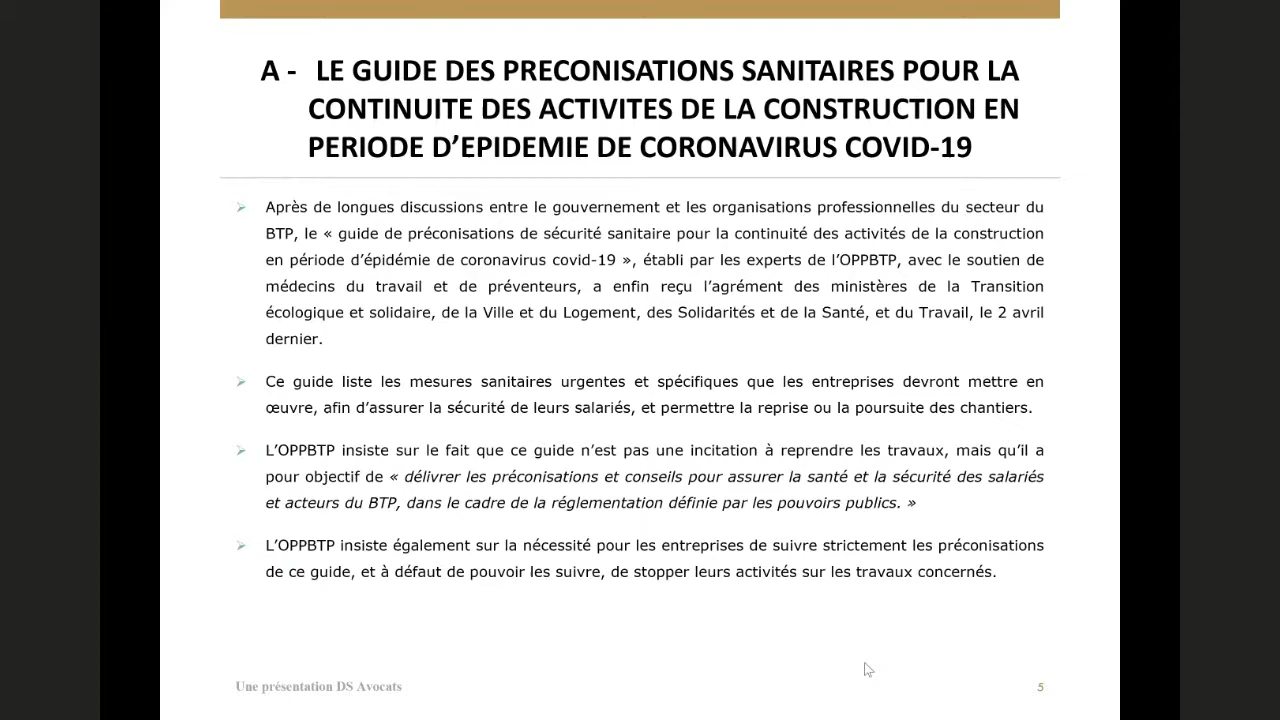 A - LE GUIDE DES PRECONISATIONS SANITAIRES POUR LA
CONTINUITE DES ACTIVITES DE LA CONSTRUCTION EN
PERIODE D’EPIDEMIE DE CORONAVIRUS COVID-19
Après de longues discussions entre le gouvernement et les organisations professionnelles du secteur du
BTP, le « guide de préconisations de sécurité sanitaire pour la continuité des activités de la construction
en période d’épidémie de coronavirus covid-19 », établi par les experts de l’OPPBTP, avec le soutien de
médecins du travail et de préventeurs, a enfin reçu l’agrément des ministères de la Transition
écologique et solidaire, de la Ville et du Logement, des Solidarités et de la Santé, et du Travail, le 2 avril
dernier.
Ce guide liste les mesures sanitaires urgentes et spécifiques que les entreprises devront mettre en
œuvre, afin d’assurer la sécurité de leurs salariés, et permettre la reprise ou la poursuite des chantiers.
L’OPPBTP insiste sur le fait que ce guide n’est pas une incitation à reprendre les travaux, mais qu’il a
pour objectif de « délivrer les préconisations et conseils pour assurer la santé et la sécurité des salariés
et acteurs du BTP, dans le cadre de la réglementation définie par les pouvoirs publics. »
L’OPPBTP insiste également sur la nécessité pour les entreprises de suivre strictement les préconisations
de ce guide, et à défaut de pouvoir les suivre, de stopper leurs activités sur les travaux concernés.
Une présentation DS Avocats
5